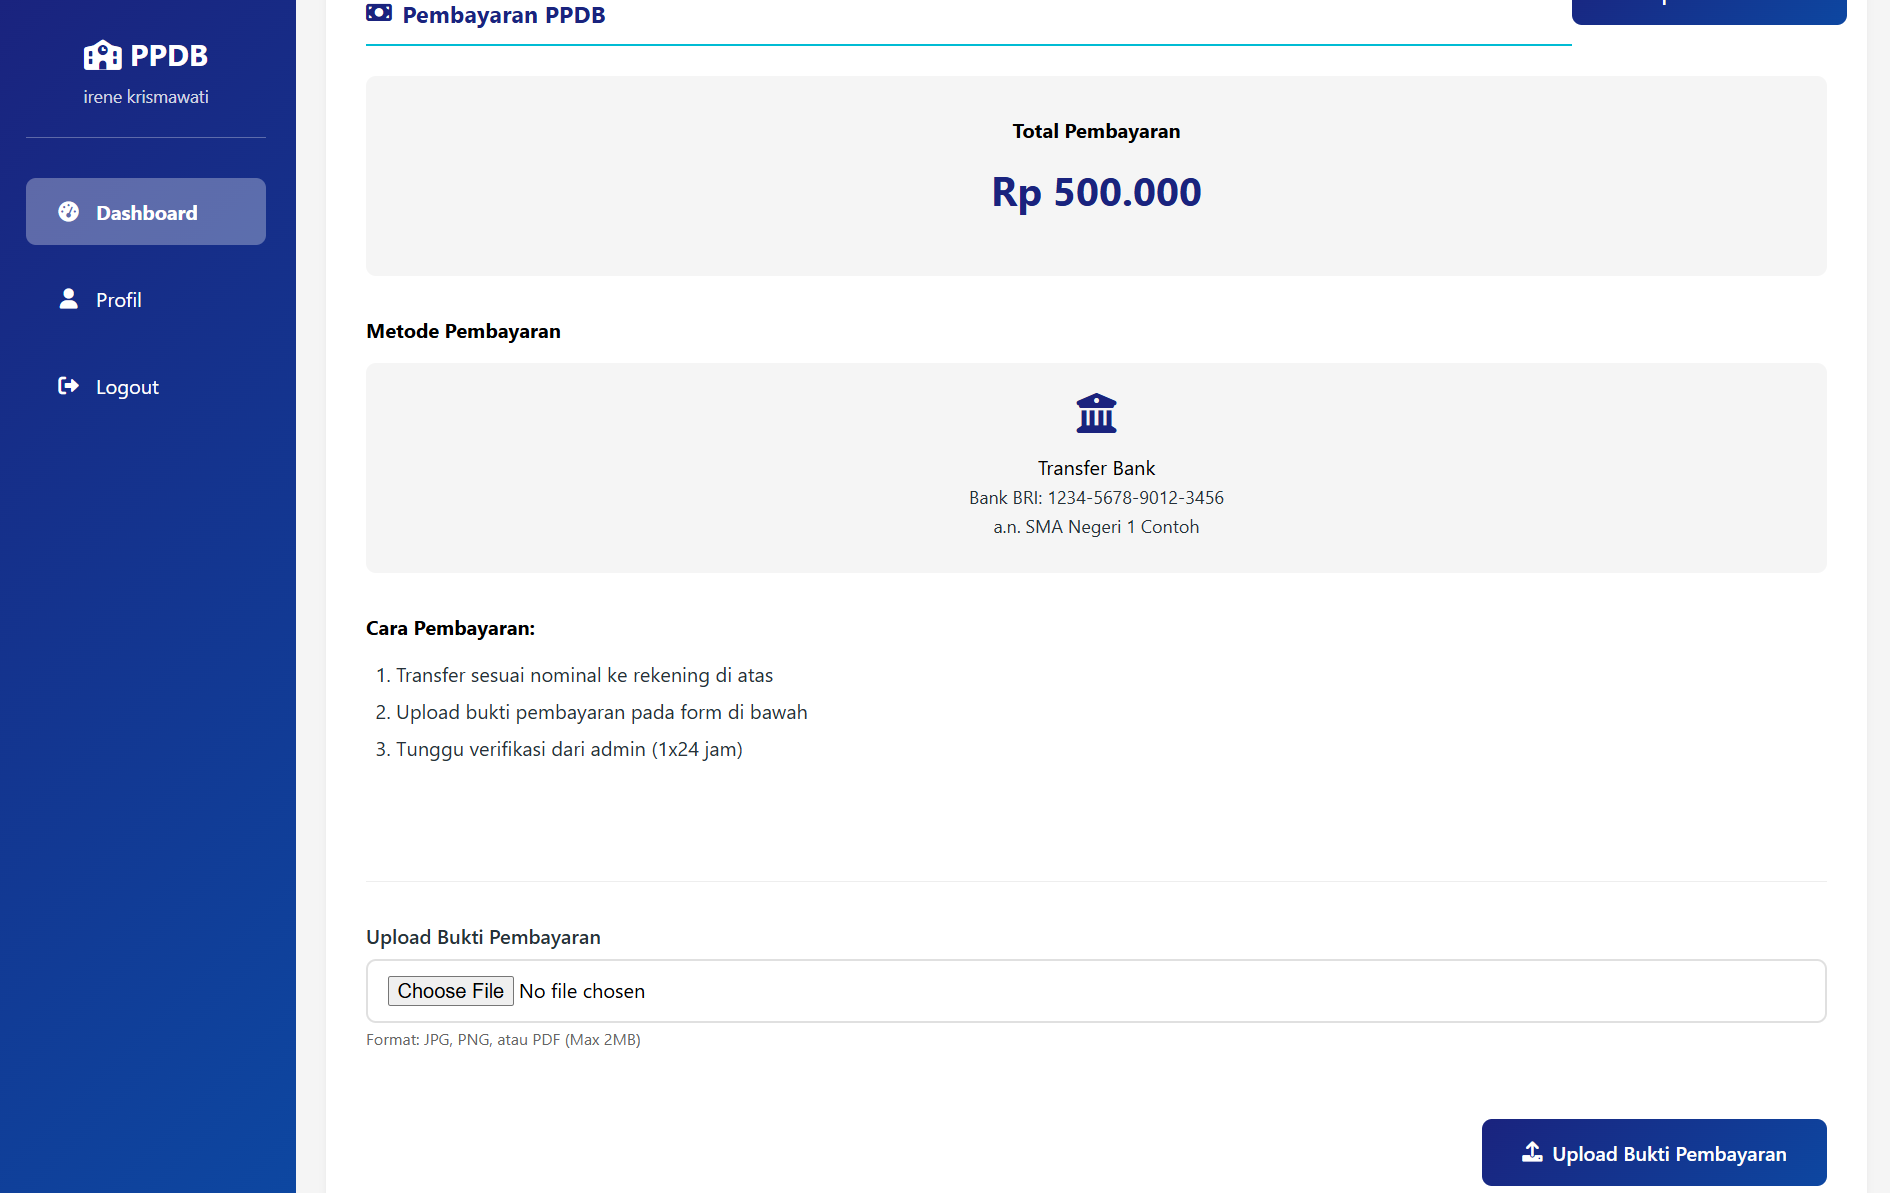 PPDB
irene krismawati
Dashboard
Profil
Logout
Pembayaran PPDB
Total Pembayaran
Rp 500.000
Metode Pembayaran
Transfer Bank
Bank BRI: 1234-5678-9012-3456
a.n. SMA Negeri 1 Contoh
Cara Pembayaran:
1. Transfer sesuai nominal ke rekening di atas
2. Upload bukti pembayaran pada form di bawah
3. Tunggu verifikasi dari admin (1x24 jam)
Upload Bukti Pembayaran
Choose File No file chosen
Format: JPG, PNG, atau PDF (Max 2MB)
Upload Bukti Pembayaran